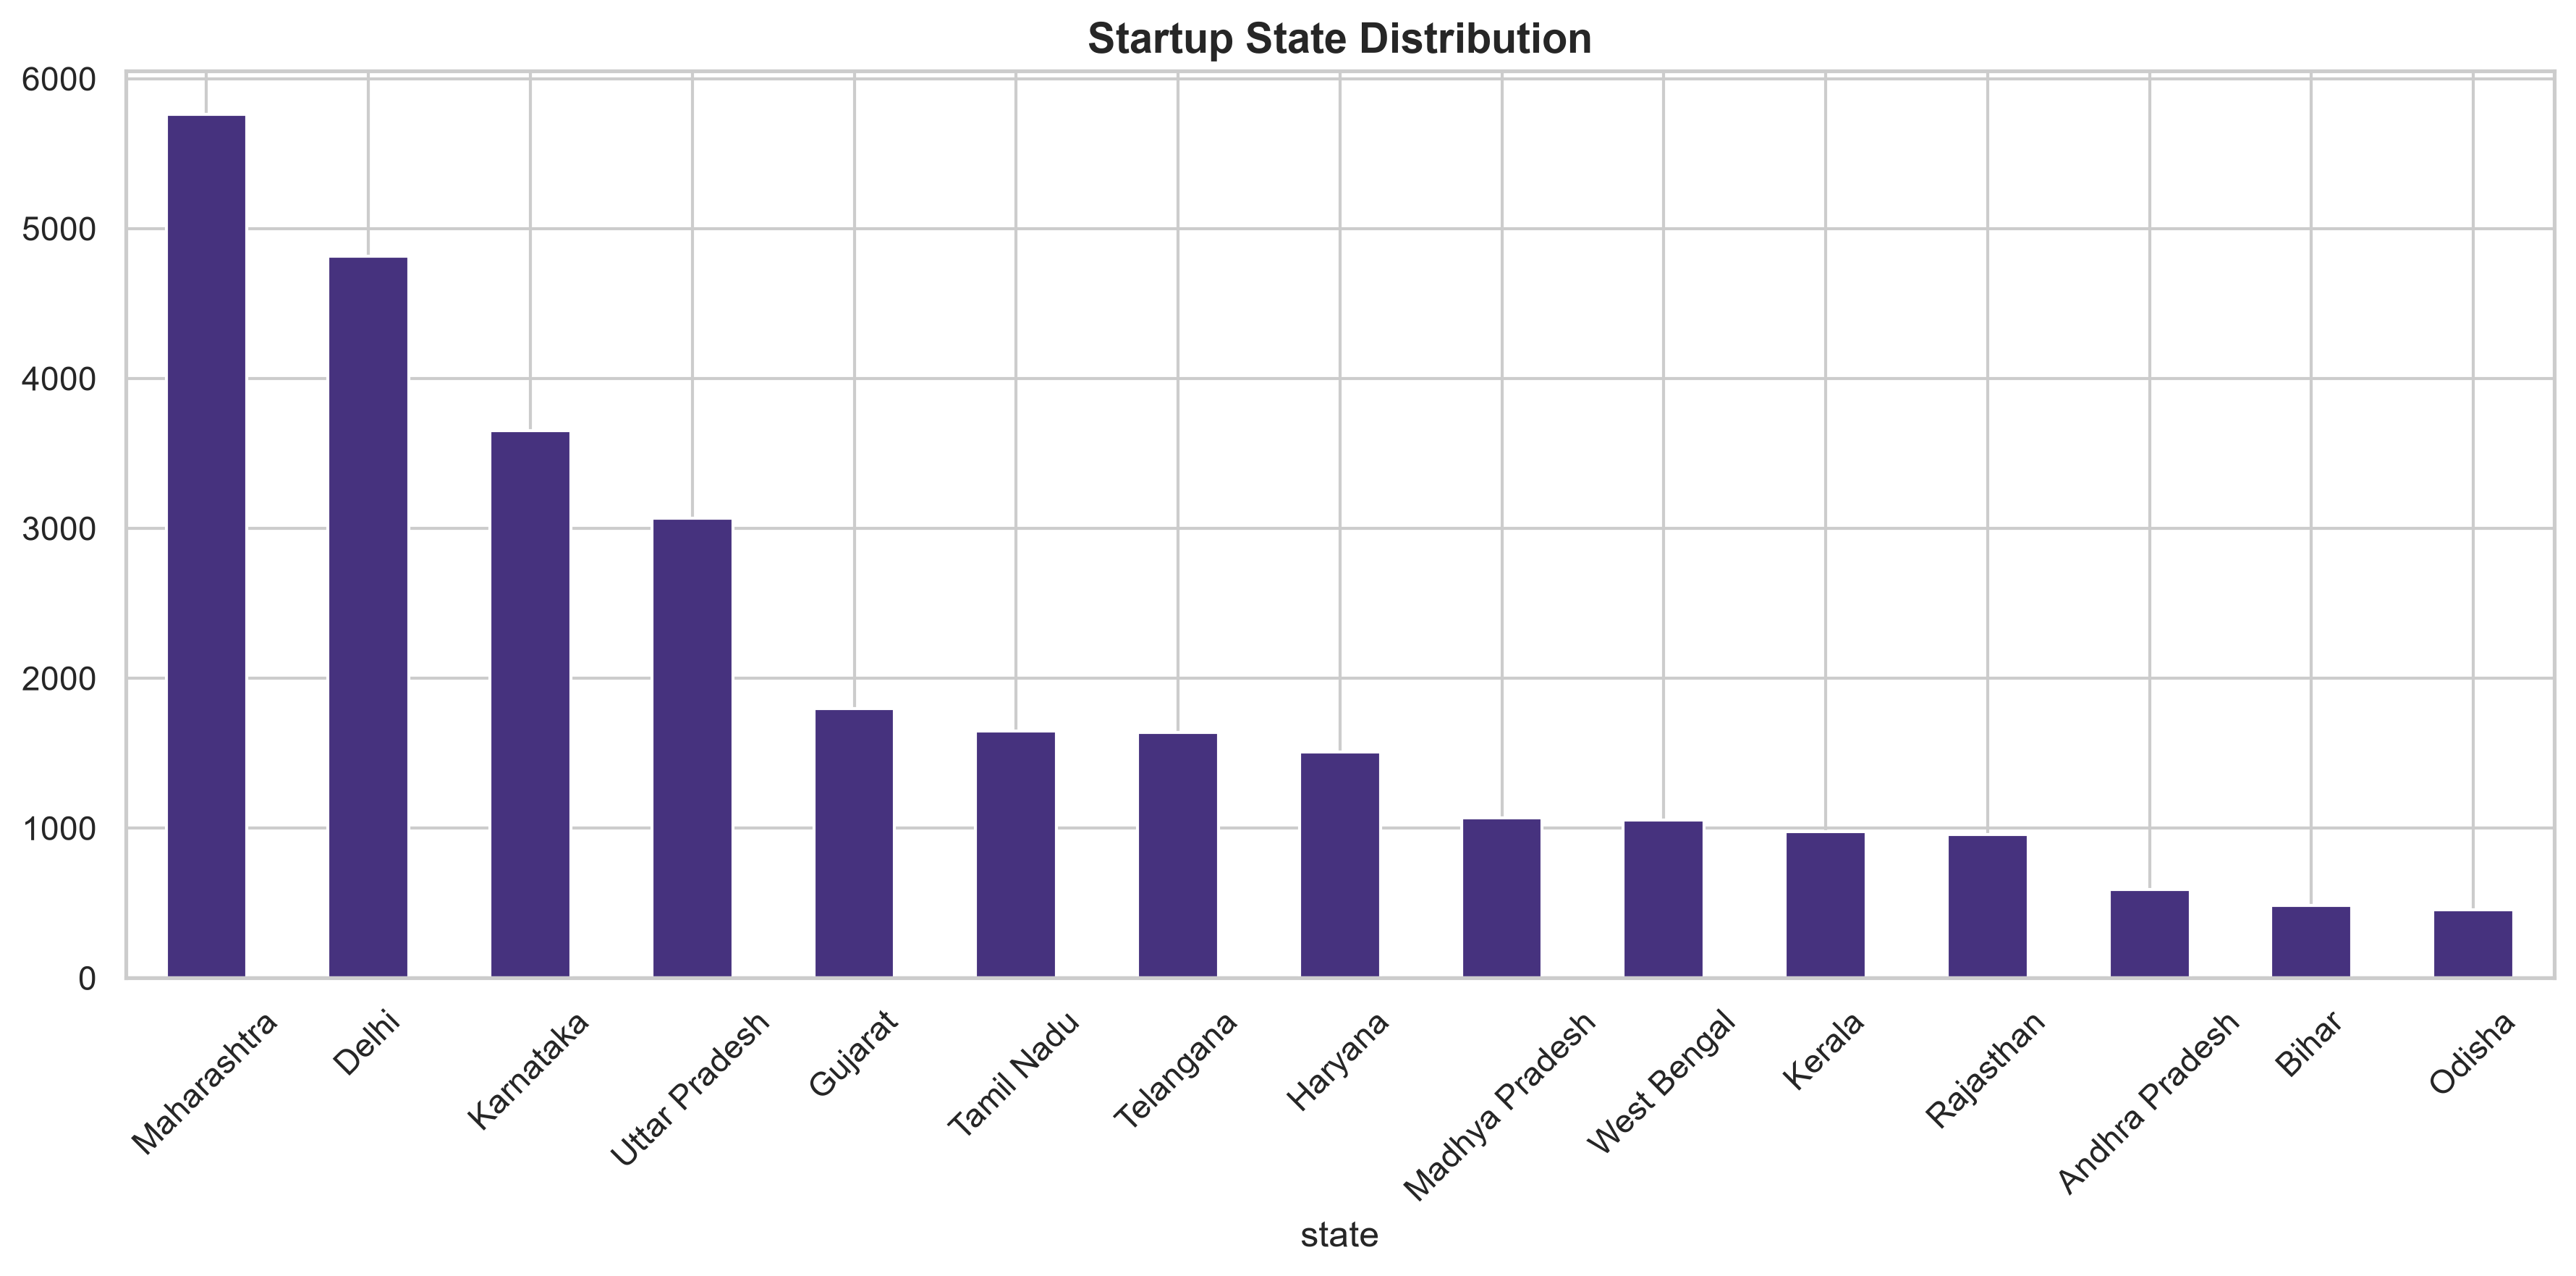 Startup State Distribution
6000
5000
4000
3000
2000
1000
0
Maharashtra
Delhi
Karnataka
Uttar Pradesh
Gujarat
Tamil Nadu
Telangana
Haryana
Madhya Pradesh
West Bengal
Kerala
Rajasthan
Andhra Pradesh
Bihar
Odisha
state